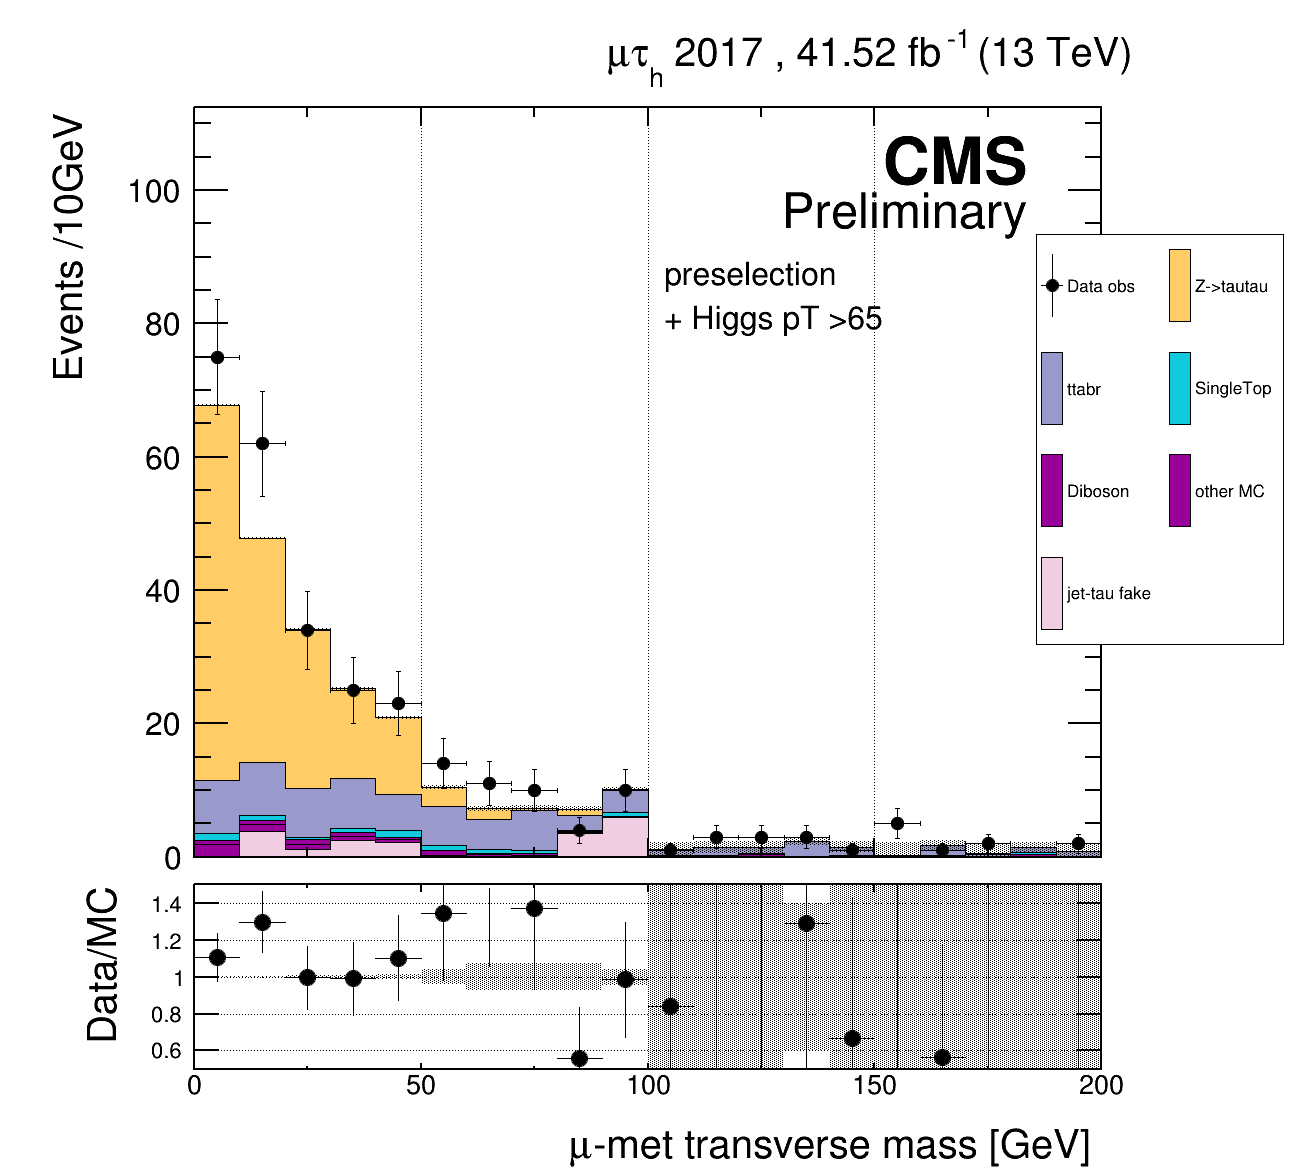 μτh 2017 , 41.52 fb-1 (13 TeV)
Events /10GeV
100
80
60
40
20
0
CMS
Preliminary
preselection
+ Higgs pT >65
Data obs
Z->tautau
ttabr
SingleTop
Diboson
other MC
jet-tau fake
Data/MC
1.4
1.2
1
0.8
0.6
0
50
100
150
200
μ-met transverse mass [GeV]